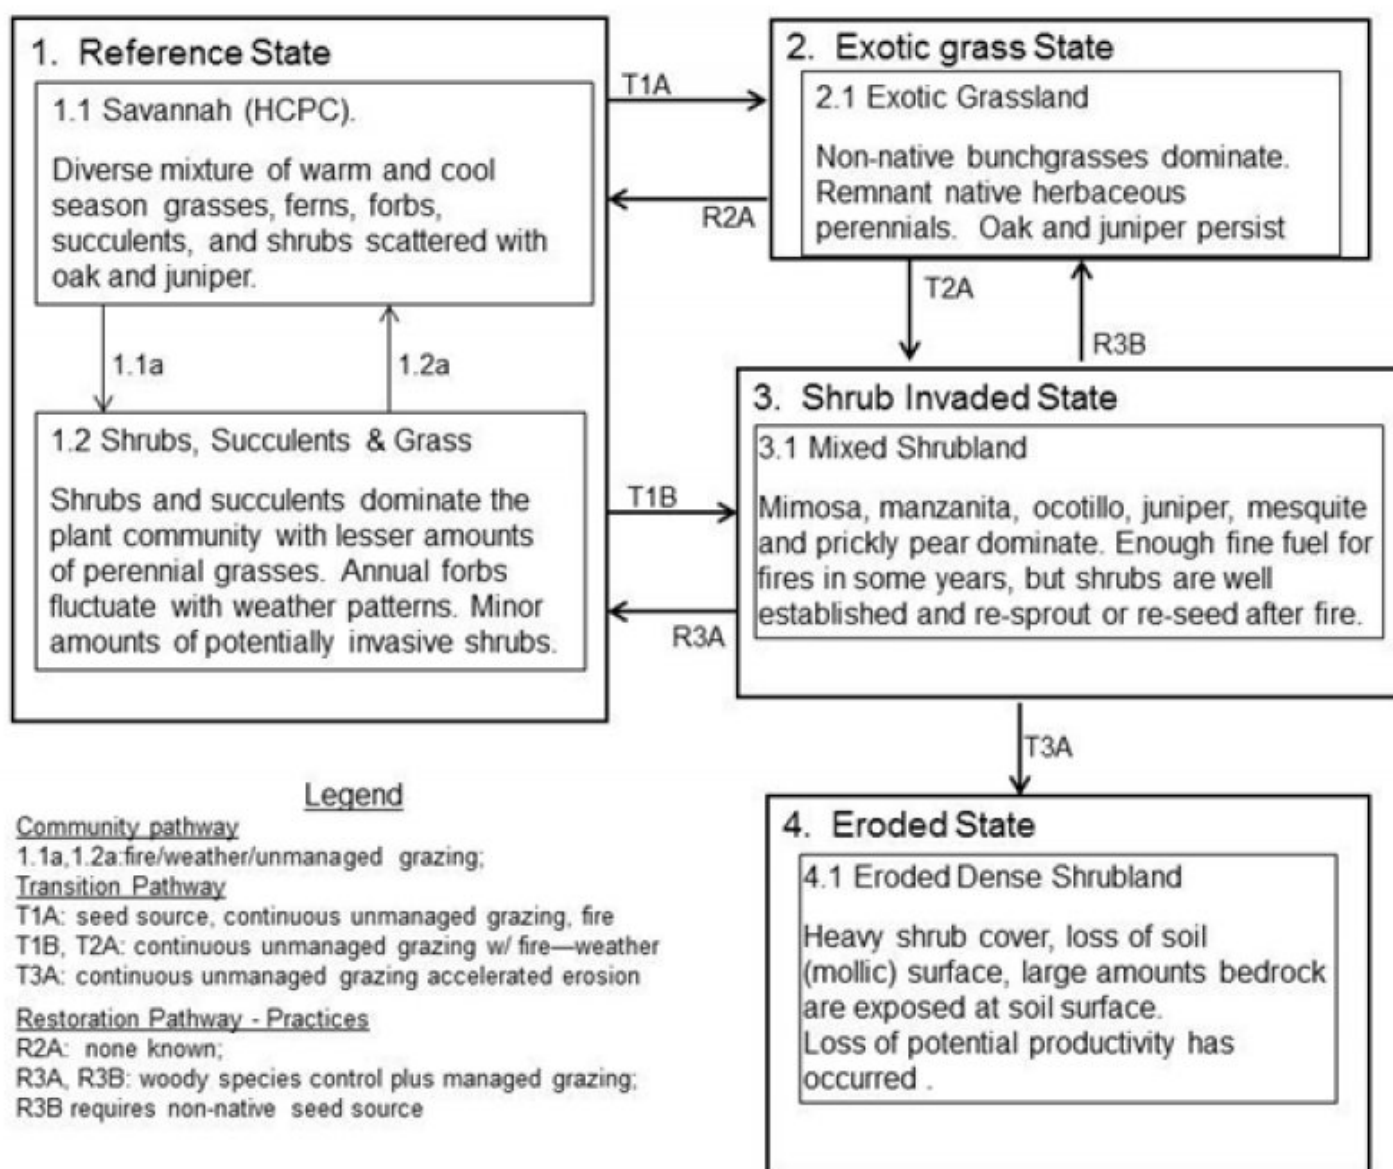 1. Reference State
1.1 Savannah (HCPC).
Diverse mixture of warm and cool
season grasses, ferns, forbs,
succulents, and shrubs scattered with
oak and juniper.
1.1a
1.2a
1.2 Shrubs, Succulents & Grass
Shrubs and succulents dominate the
plant community with lesser amounts
of perennial grasses. Annual forbs
fluctuate with weather patterns. Minor
amounts of potentially invasive shrubs.
T1A
R2A
2. Exotic grass State
2.1 Exotic Grassland
Non-native bunchgrasses dominate.
Remnant native herbaceous
perennials. Oak and juniper persist
T2A
R3B
T1B
R3A
3. Shrub Invaded State
3.1 Mixed Shrubland
Mimosa, manzanita, ocotillo, juniper, mesquite
and prickly pear dominate. Enough fine fuel for
fires in some years, but shrubs are well
established and re-sprout or re-seed after fire.
T3A
4. Eroded State
4.1 Eroded Dense Shrubland
Heavy shrub cover, loss of soil
(mollic) surface, large amounts bedrock
are exposed at soil surface.
Loss of potential productivity has
occurred .
Legend
Community pathway
1.1a,1.2a:fire/weather/unmanaged grazing;
Transition Pathway
T1A: seed source, continuous unmanaged grazing, fire
T1B, T2A: continuous unmanaged grazing w/ fire—weather
T3A: continuous unmanaged grazing accelerated erosion
Restoration Pathway - Practices
R2A: none known;
R3A, R3B: woody species control plus managed grazing;
R3B requires non-native seed source